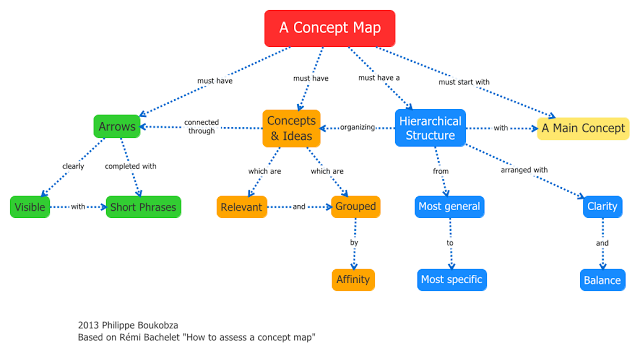 A Concept Map
must have
must have
must have a
must start with
Arrows
connected
through
Concepts
& Ideas
organizing
Hierarchical
Structure
with
A Main Concept
clearly
completed with
which are
which are
from
arranged with
Visible
with
Short Phrases
Relevant
and
Grouped
Most general
Clarity
by
to
and
Affinity
Most specific
Balance
2013 Philippe Boukobza
Based on Rémi Bachelet "How to assess a concept map"